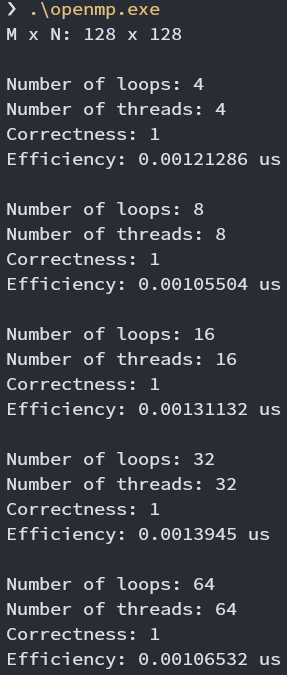 ❯ .\openmp.exe
M x N: 128 x 128
Number of loops: 4
Number of threads: 4
Correctness: 1
Efficiency: 0.00121286 us
Number of loops: 8
Number of threads: 8
Correctness: 1
Efficiency: 0.00105504 us
Number of loops: 16
Number of threads: 16
Correctness: 1
Efficiency: 0.00131132 us
Number of loops: 32
Number of threads: 32
Correctness: 1
Efficiency: 0.0013945 us
Number of loops: 64
Number of threads: 64
Correctness: 1
Efficiency: 0.00106532 us